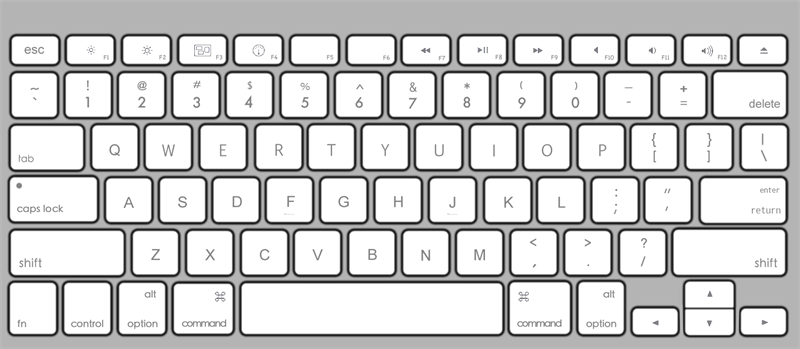 esc F1 F2 F3 F4 F5 F6 F7 F8 F9 F10 F11 F12
~ ! @ # $ % ^ & * ( ) — +
` 1 2 3 4 5 6 7 8 9 0 - = delete
tab Q W E R T Y U I O P { [ } ] | \
caps lock A S D F G H J K L : ; " ' enter return
shift Z X C V B N M < , > . ? / shift
fn control alt option ⌘ command ⌘ command alt option ◄ ▲ ▼ ►